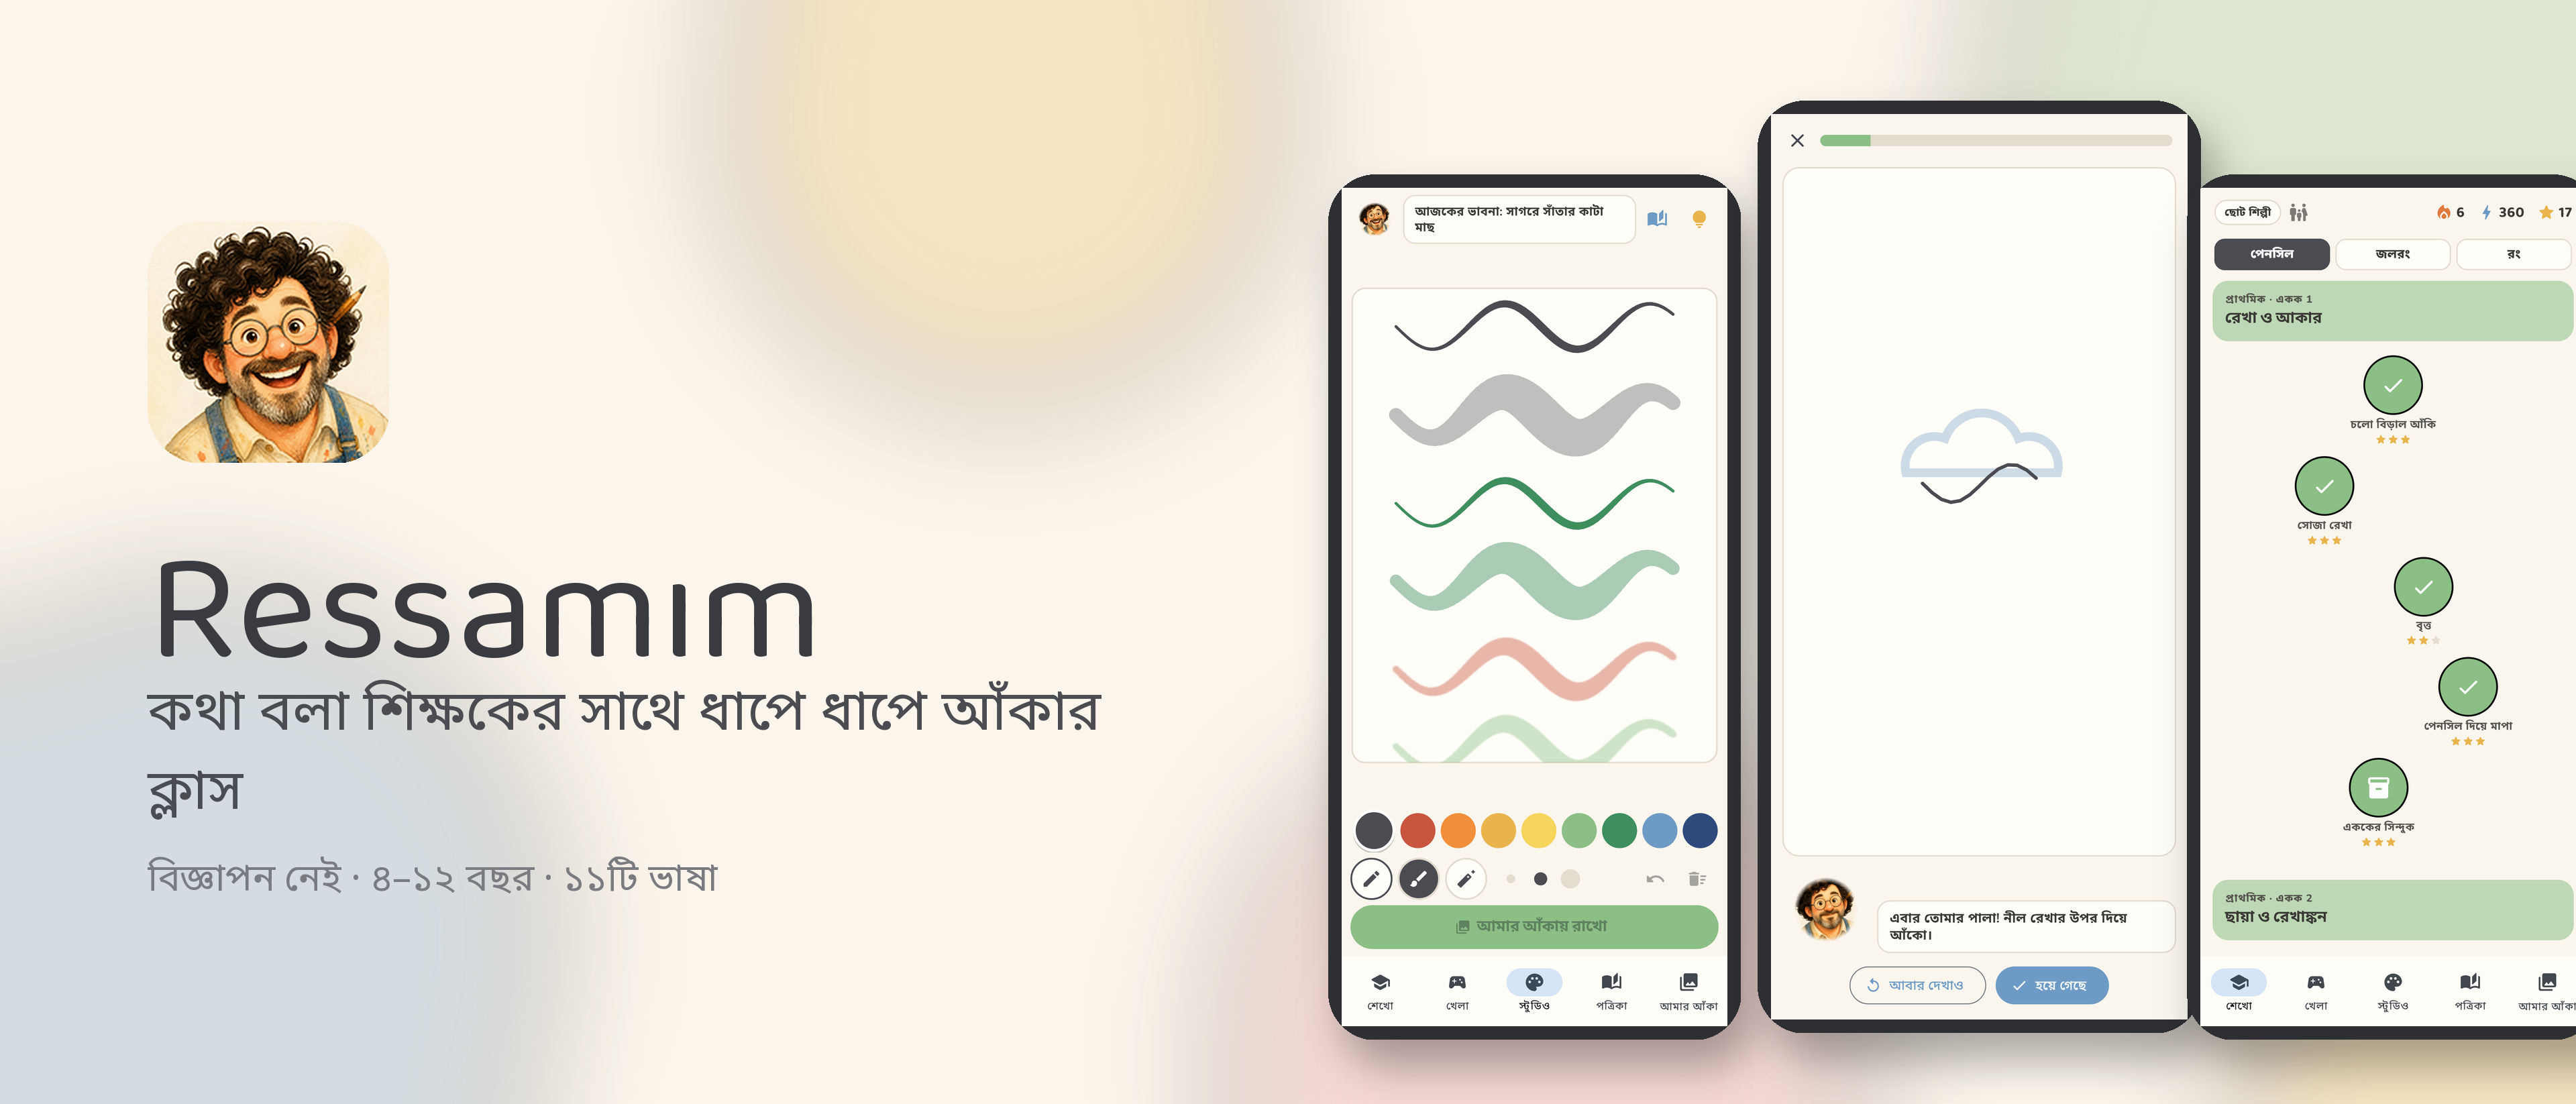 Ressamım
কথা বলা শিক্ষকের সাথে ধাপে ধাপে আঁকার
ক্লাস
বিজ্ঞাপন নেই · ৪–১২ বছর · ১১টি ভাষা
আজকের ভাবনা: সাগরে সাঁতার কাটা
মাছ
আমার আঁকায় রাখো
শেখো
খেলা
স্টুডিও
পত্রিকা
আমার আঁকা
এবার তোমার পালা! নীল রেখার উপর দিয়ে
আঁকো।
আবার দেখাও
হয়ে গেছে
ছোট শিল্পী
6
360
17
পেনসিল
জলরং
রং
প্রাথমিক · একক 1
রেখা ও আকার
চলো বিড়াল আঁকি
সোজা রেখা
বৃত্ত
পেনসিল দিয়ে মাপা
এককের সিন্দুক
প্রাথমিক · একক 2
ছায়া ও রেখাঙ্কন
শেখো
খেলা
স্টুডিও
পত্রিকা
আমার আঁকা